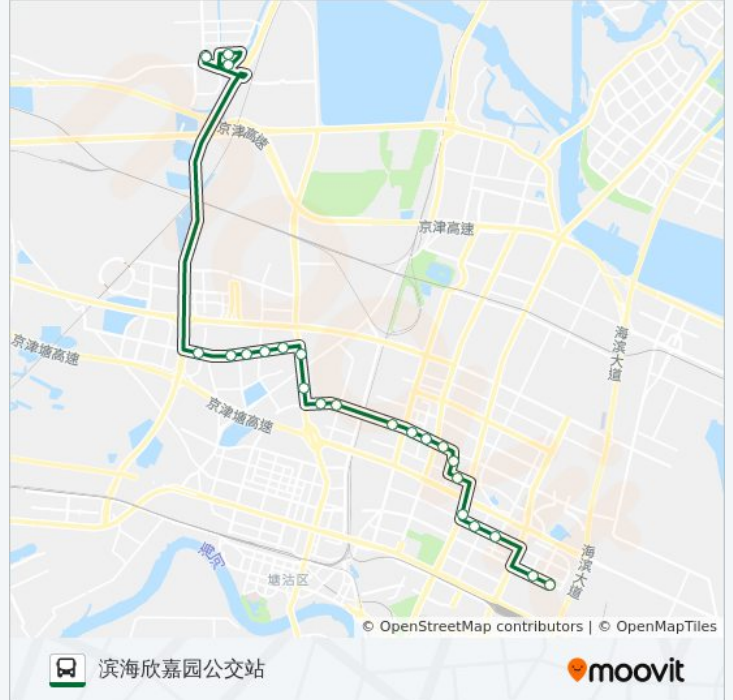 京津高速
京津高速
海滨大道
京津塘高速
京津塘高速
海河
海滨大道
塘沽区
© OpenStreetMap contributors | © OpenMapTiles
滨海欣嘉园公交站
moovit